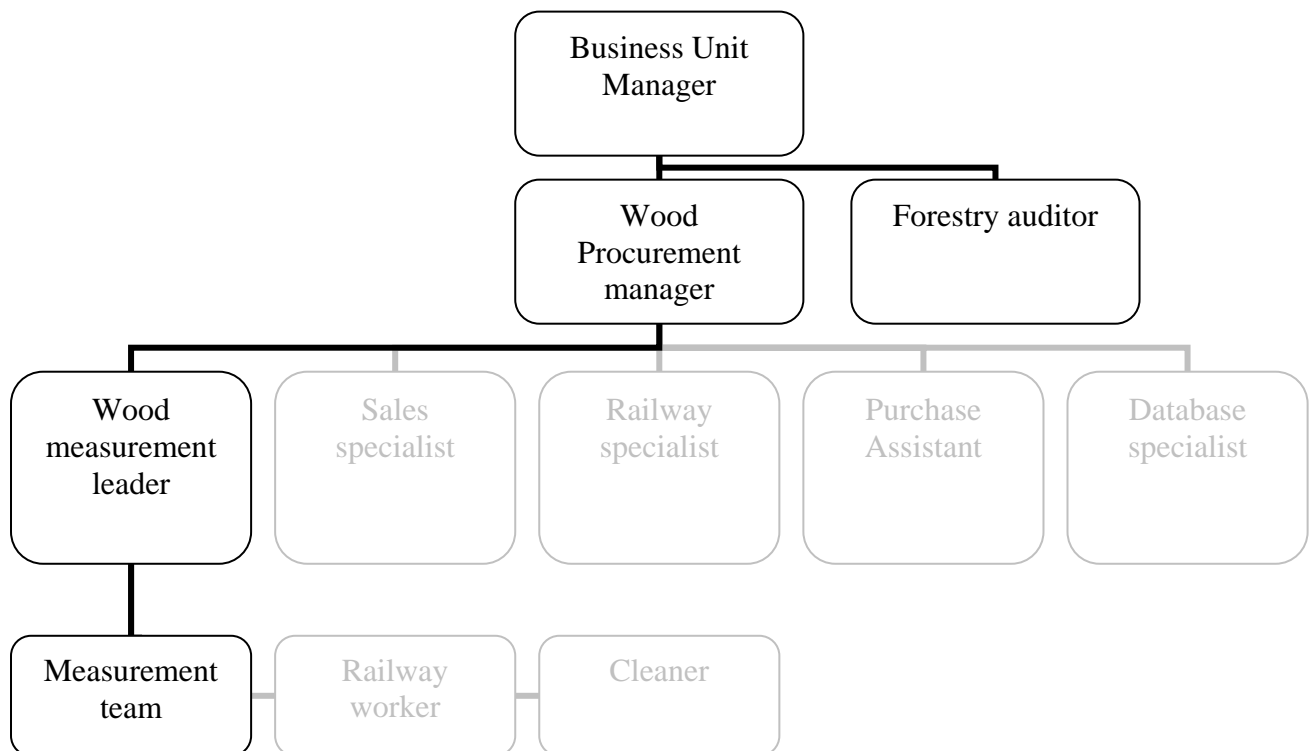 Business Unit
Manager
Wood
Procurement
manager
Forestry auditor
Wood
measurement
leader
Sales
specialist
Railway
specialist
Purchase
Assistant
Database
specialist
Measurement
team
Railway
worker
Cleaner